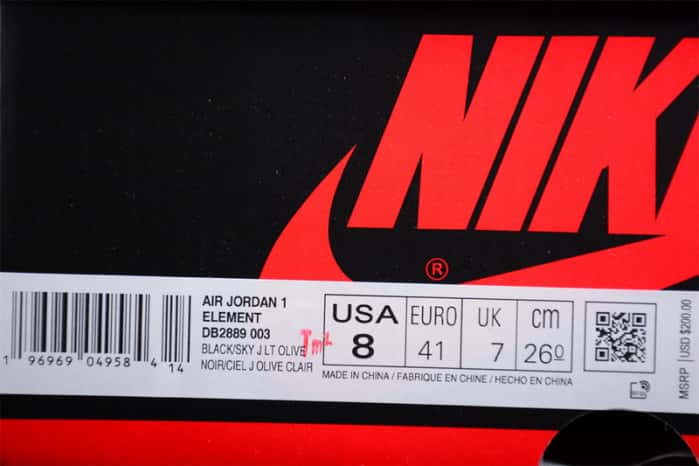 NIK
®
AIR JORDAN 1
ELEMENT
DB2889 003
BLACK/SKY J LT OLIVE
NOIR/CIEL J OLIVE CLAIR
1 96969 04958 4 14
USA EURO UK cm
8 41 7 26⁰
MADE IN CHINA / FABRIQUE EN CHINE / HECHO EN CHINA
MSRP USD $200.00